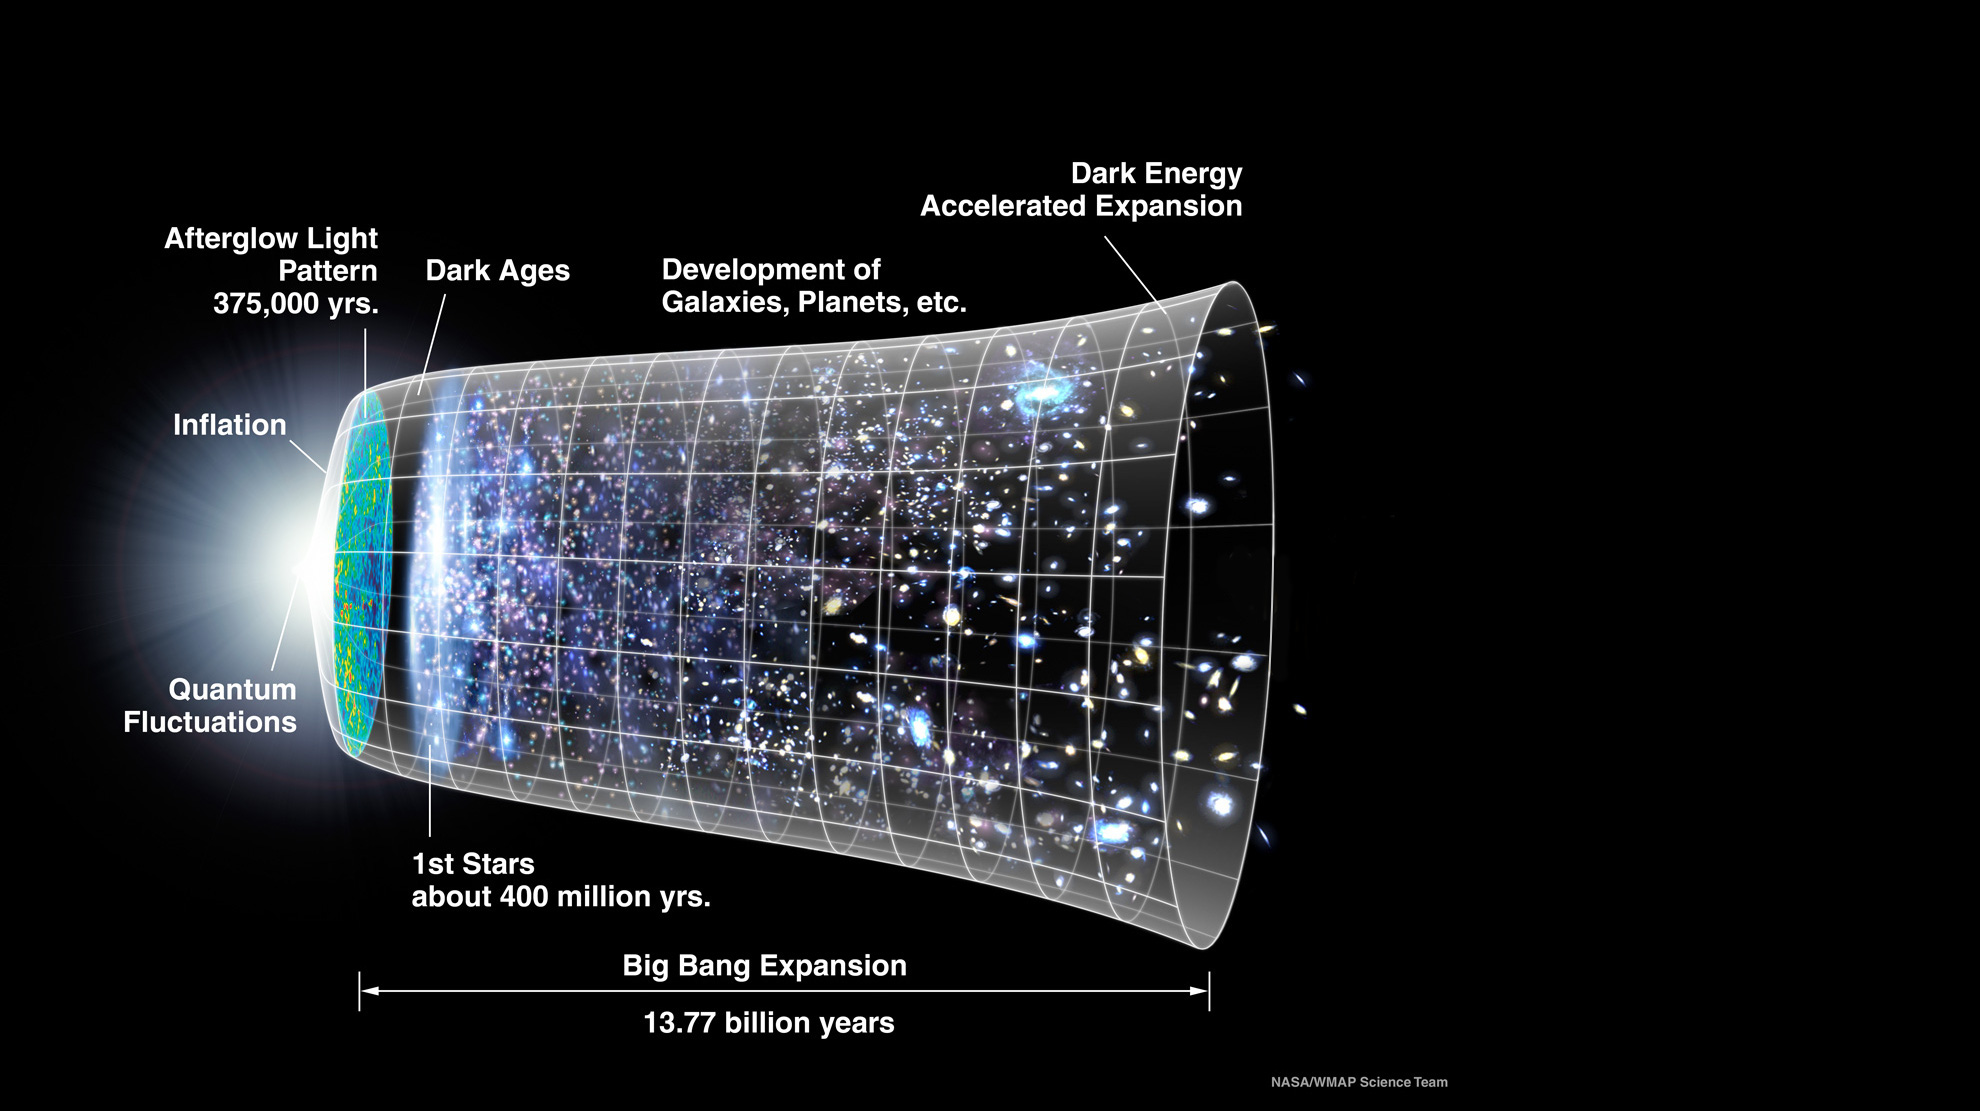 Dark Energy
Accelerated Expansion
Afterglow Light
Pattern
375,000 yrs.
Dark Ages
Development of
Galaxies, Planets, etc.
Inflation
Quantum
Fluctuations
1st Stars
about 400 million yrs.
Big Bang Expansion
13.77 billion years
NASA/WMAP Science Team